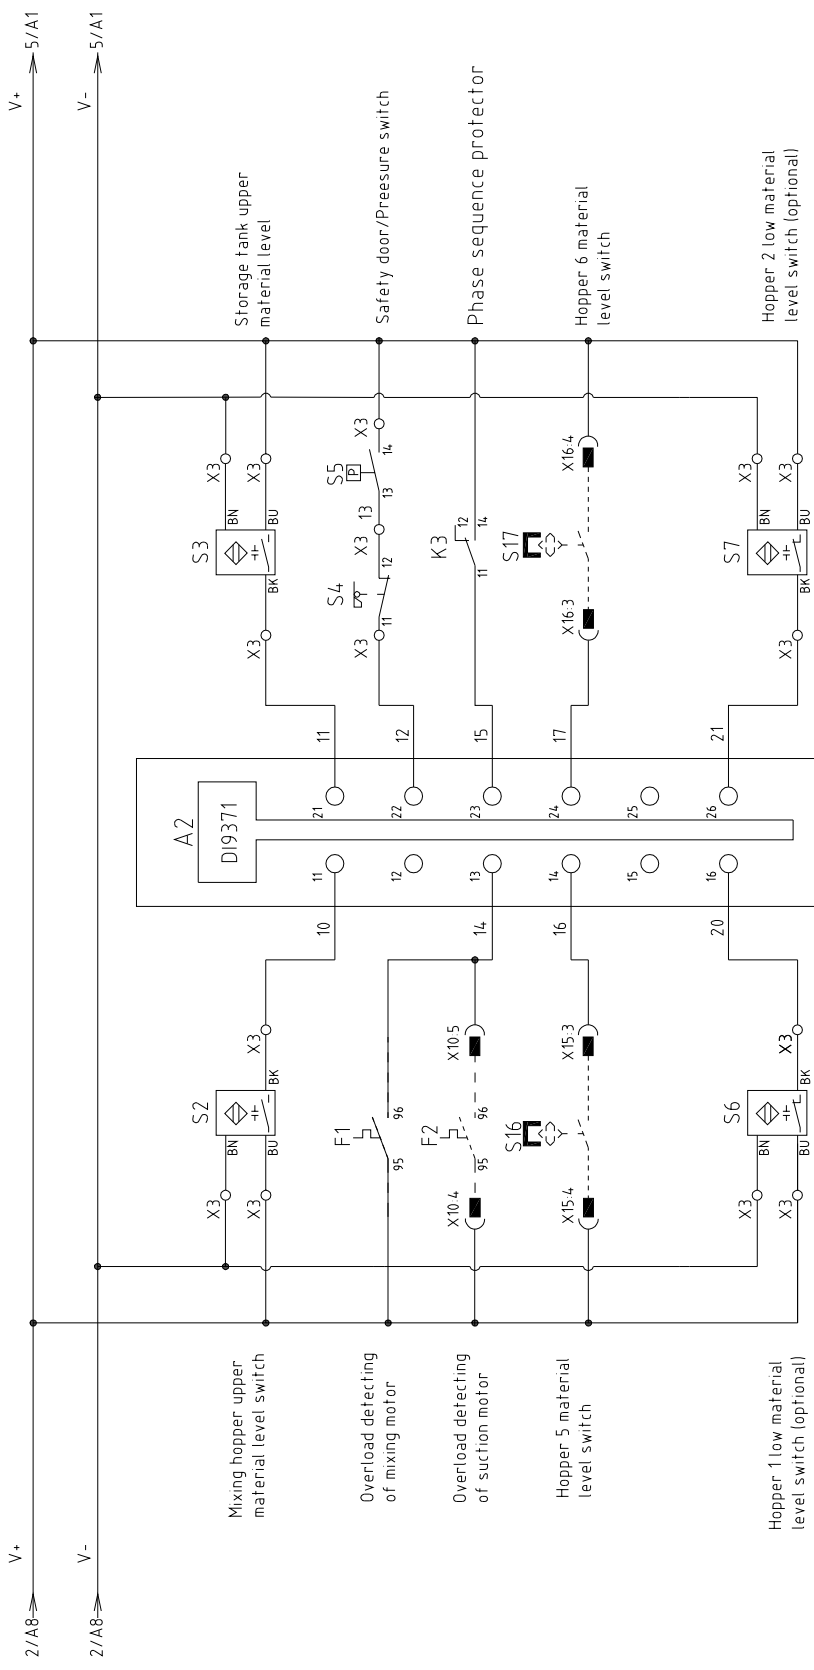 2/A8
V+
V+
5/A1
2/A8
V-
V-
5/A1
Mixing hopper upper
material level switch
X3
X3
BN
BU
S2
BK
X3
10
A2
DI9371
11
21
11
X3
BK
S3
BN
BU
X3
X3
Storage tank upper
material level
Overload detecting
of mixing motor
F1
95
96
12
22
12
X3
S4
11
12
X3
13
S5
P
13
14
X3
Safety door/Preesure switch
Overload detecting
of suction motor
X10:4
F2
95
96
X10:5
14
13
23
15
K3
11
12
14
Phase sequence protector
Hopper 5 material
level switch
X15:4
S16
X15:3
16
14
24
17
X16:3
S17
X16:4
Hopper 6 material
level switch
15
25
Hopper 1 low material
level switch (optional)
X3
X3
BN
BU
S6
BK
X3
20
16
26
21
X3
BK
S7
BN
BU
X3
X3
Hopper 2 low material
level switch (optional)